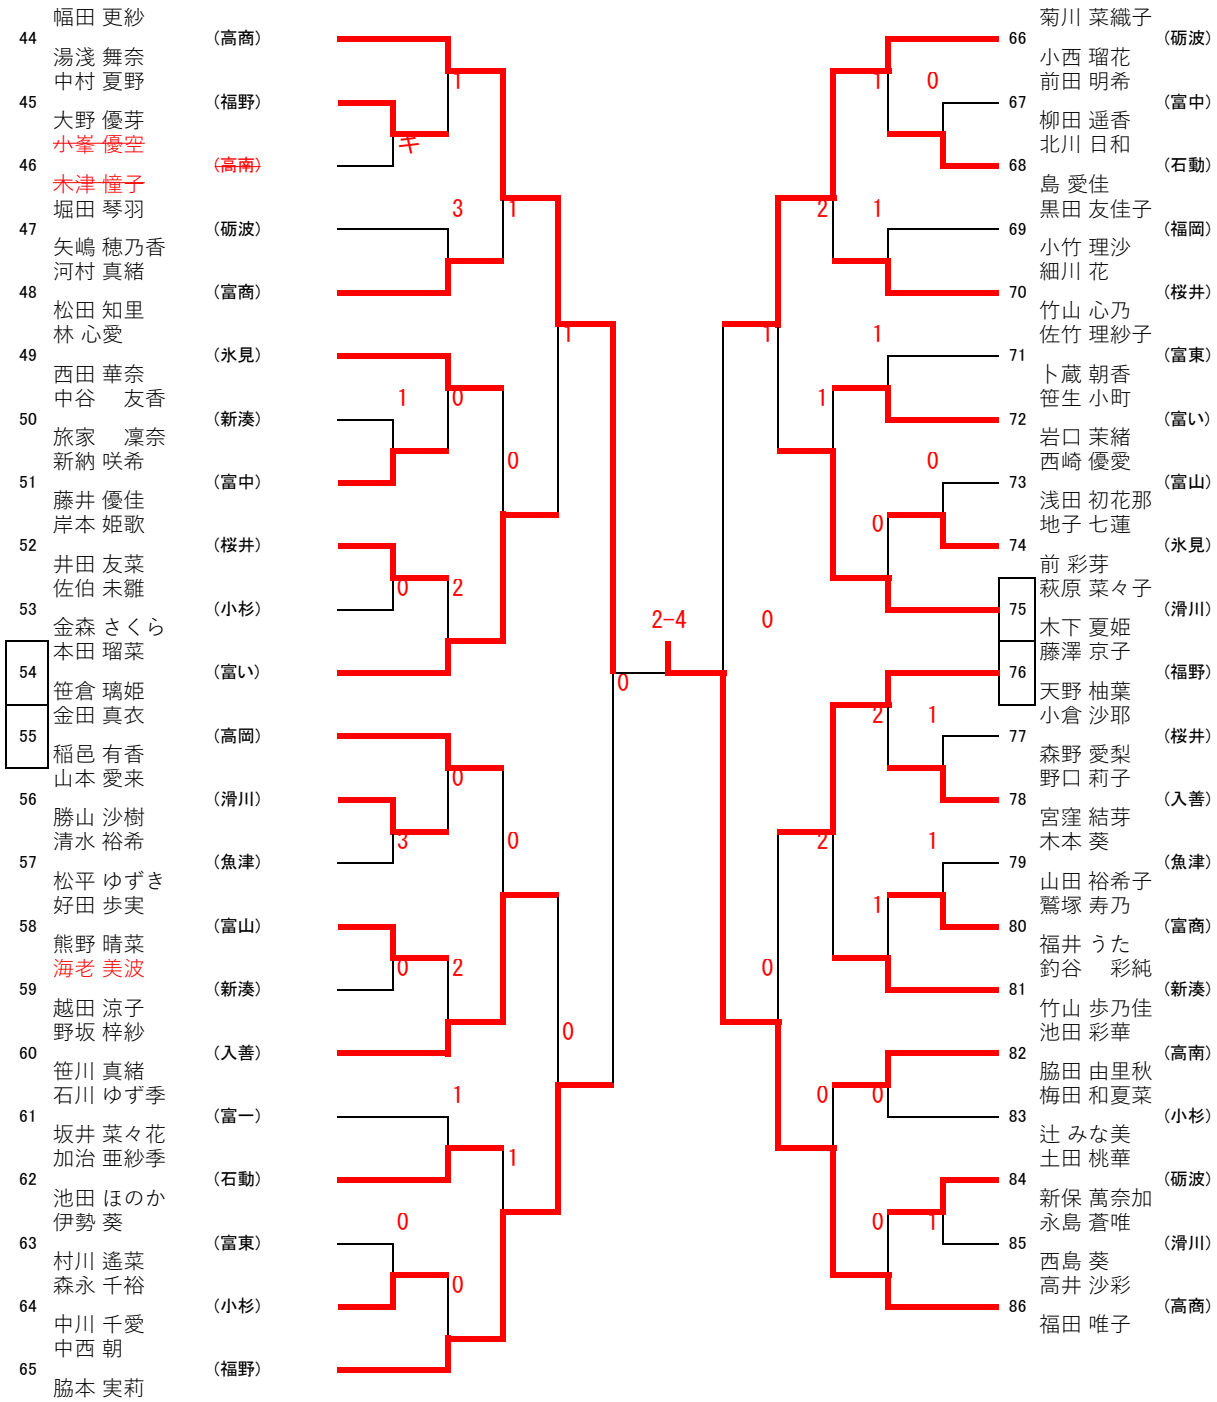 幅田 更紗
44 (高商)
湯淺 舞奈
中村 夏野
1
45 (福野)
大野 優芽
小峯 優空
キ
46 (高南)
木津 憧子
堀田 琴羽
3 1
47 (砺波)
矢嶋 穂乃香
河村 真緒
48 (富商)
松田 知里
林 心愛
1
49 (氷見)
西田 華奈
中谷 友香
1 0
50 (新湊)
旅家 凜奈
新納 咲希
0
51 (富中)
藤井 優佳
岸本 姫歌
52 (桜井)
井田 友菜
佐伯 未雛
0 2
53 (小杉)
金森 さくら
本田 瑠菜
54 (富い)
笹倉 璃姫
0
金田 真衣
55 (高岡)
稲邑 有香
山本 愛来
0
56 (滑川)
勝山 沙樹
清水 裕希
3 0
57 (魚津)
松平 ゆずき
好田 歩実
58 (富山)
熊野 晴菜
海老 美波
0 2
59 (新湊)
越田 涼子
野坂 梓紗
0
60 (入善)
笹川 真緒
石川 ゆず季
1
61 (富一)
坂井 菜々花
加治 亜紗季
1
62 (石動)
池田 ほのか
伊勢 葵
0
63 (富東)
村川 遙菜
森永 千裕
0
64 (小杉)
中川 千愛
中西 朝
65 (福野)
脇本 実莉
2-4
菊川 菜織子
66 (砺波)
小西 瑠花
前田 明希
1 0
67 (富中)
柳田 遥香
北川 日和
68 (石動)
島 愛佳
黒田 友佳子
2 1
69 (福岡)
小竹 理沙
細川 花
70 (桜井)
竹山 心乃
佐竹 理紗子
1 1
71 (富東)
卜蔵 朝香
笹生 小町
1
72 (富い)
岩口 茉緒
西崎 優愛
0
73 (富山)
浅田 初花那
地子 七蓮
0
74 (氷見)
前 彩芽
萩原 菜々子
75 (滑川)
0
木下 夏姫
藤澤 京子
76 (福野)
天野 柚葉
小倉 沙耶
2 1
77 (桜井)
森野 愛梨
野口 莉子
78 (入善)
宮窪 結芽
木本 葵
2 1
79 (魚津)
山田 裕希子
鷲塚 寿乃
1
80 (富商)
福井 うた
釣谷 彩純
0
81 (新湊)
竹山 歩乃佳
池田 彩華
82 (高南)
脇田 由里秋
梅田 和夏菜
0 0
83 (小杉)
辻 みな美
土田 桃華
84 (砺波)
新保 萬奈加
永島 蒼唯
0 1
85 (滑川)
西島 葵
高井 沙彩
86 (高商)
福田 唯子